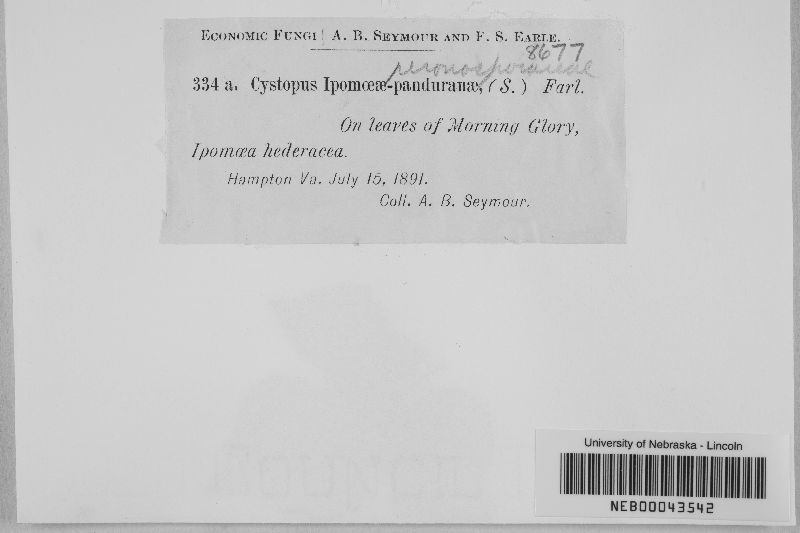 Economic Fungi: A. B. Seymour and F. S. Earle.
8677
peronosporaceae
334 a. Cystopus Ipomœæ-panduranæ, (S.) Farl.
On leaves of Morning Glory,
Ipomœa hederacea.
Hampton Va. July 15, 1891.
Coll. A. B. Seymour.
University of Nebraska - Lincoln
NEB00043542